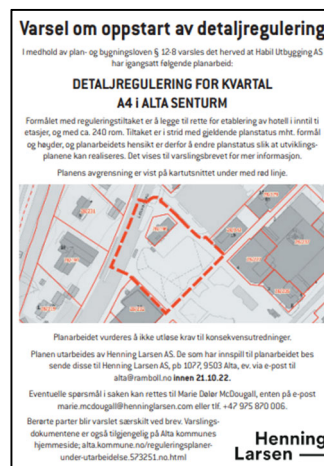 Varsel om oppstart av detaljregulering
I medhold av plan- og bygningsloven § 12-8 varsles det herved at Habil Utbygging AS
har igangsatt følgende planarbeid:
DETALJREGULERING FOR KVARTAL
A4 i ALTA SENTURM
Formålet med reguleringstiltaket er å legge til rette for etablering av hotell i inntil ti
etasjer, og med ca. 240 rom. Tiltaket er i strid med gjeldende planstatus mht. formål
og høyder, og planarbeidets hensikt er derfor å endre planstatus slik at utviklings-
planene kan realiseres. Det vises til varslingsbrevet for mer informasjon.
Planens avgrensning er vist på kartutsnittet under med rød linje.
Planarbeidet vurderes å ikke utløse krav til konsekvensutredninger.
Planen utarbeides av Henning Larsen AS. De som har innspill til planarbeidet bes
sende disse til Henning Larsen AS, pb 1077, 9503 Alta, ev. via e-post til
alta@ramboll.no innen 21.10.22.
Eventuelle spørsmål i saken kan rettes til Marie Døler McDougall, enten på e-post
marie.mcdougall@henninglarsen.com eller tlf. +47 975 870 006.
Berørte parter blir varslet særskilt ved brev. Varslings-
dokumentene er også tilgjengelig på Alta kommunes
hjemmeside; alta.kommune.no/reguleringsplaner-
under-utarbeidelse.573251.no.html
Henning
Larsen